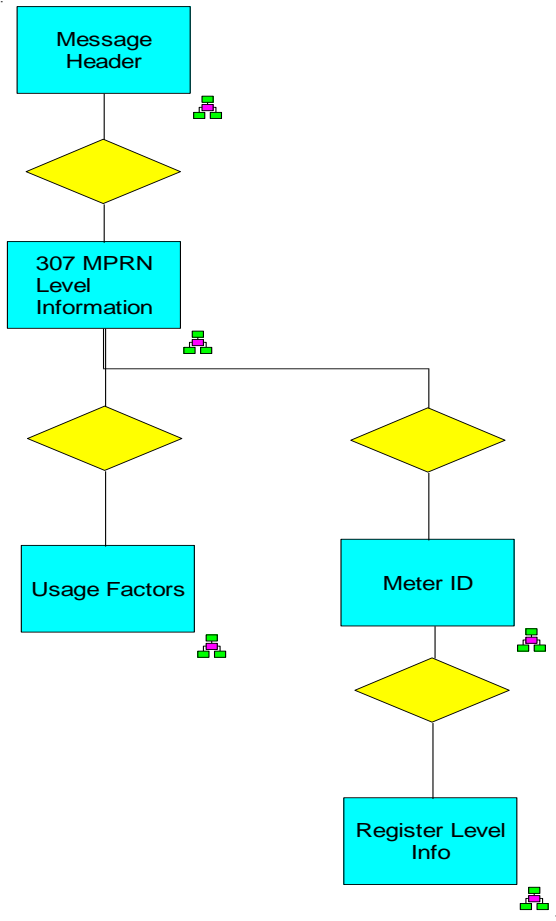 Message
Header
307 MPRN
Level
Information
Usage Factors
Meter ID
Register Level
Info